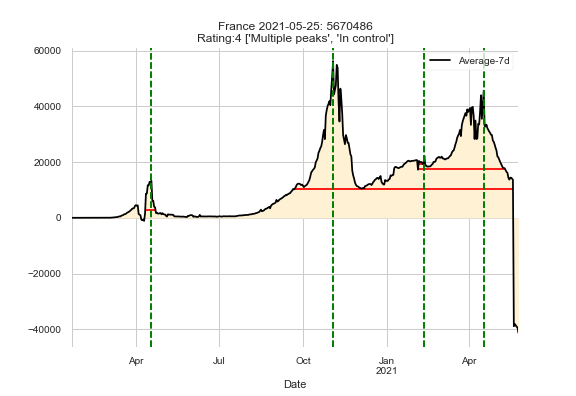 France 2021-05-25: 5670486
Rating:4 ['Multiple peaks', 'In control']
60000
Average-7d
40000
20000
0
−20000
−40000
Apr
Jul
Oct
Jan
2021
Apr
Date